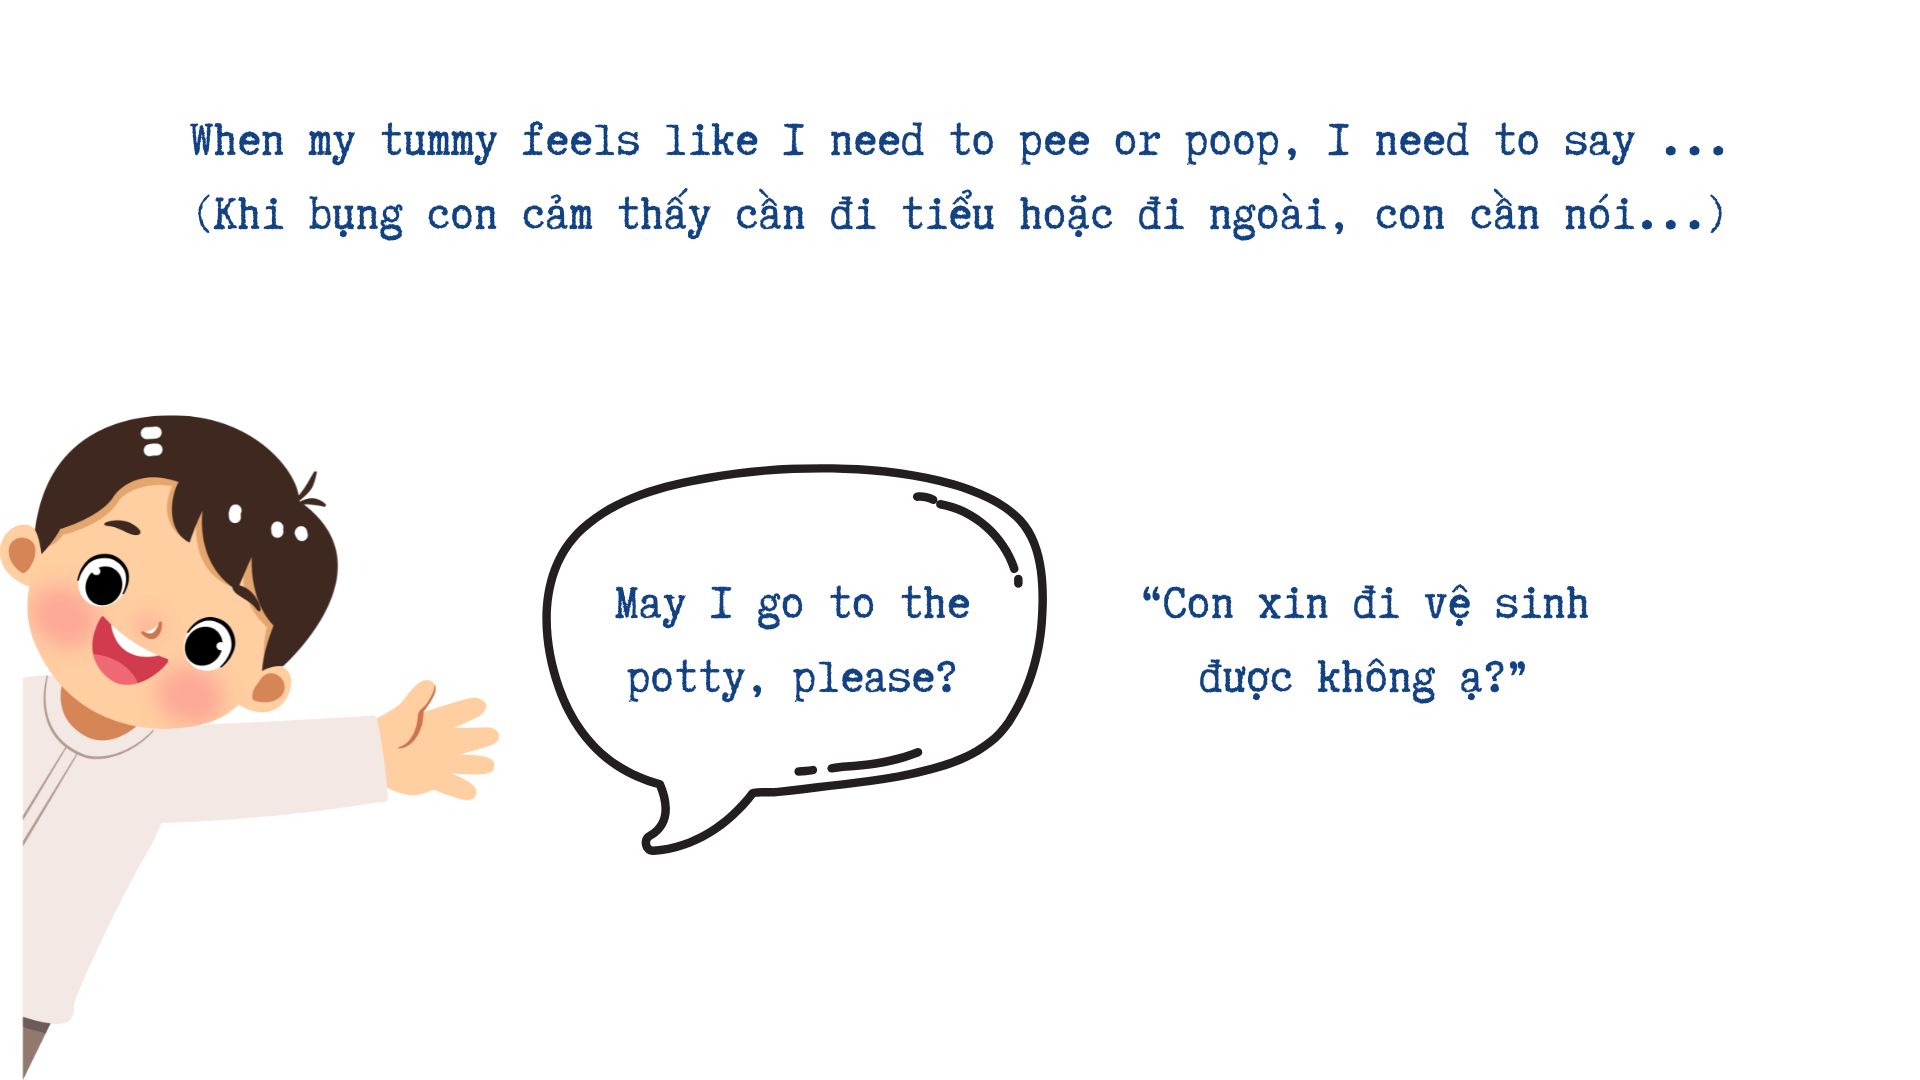 When my tummy feels like I need to pee or poop, I need to say ...
(Khi bụng con cảm thấy cần đi tiểu hoặc đi ngoài, con cần nói...)
May I go to the
potty, please?
“Con xin đi vệ sinh
được không ạ?”